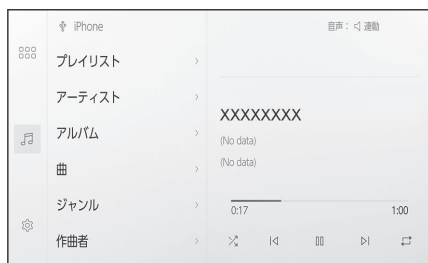 iPhone
音声： 連動
プレイリスト
アーティスト
アルバム
曲
ジャンル
作曲者
XXXXXXXX
(No data)
(No data)
0:17
1:00